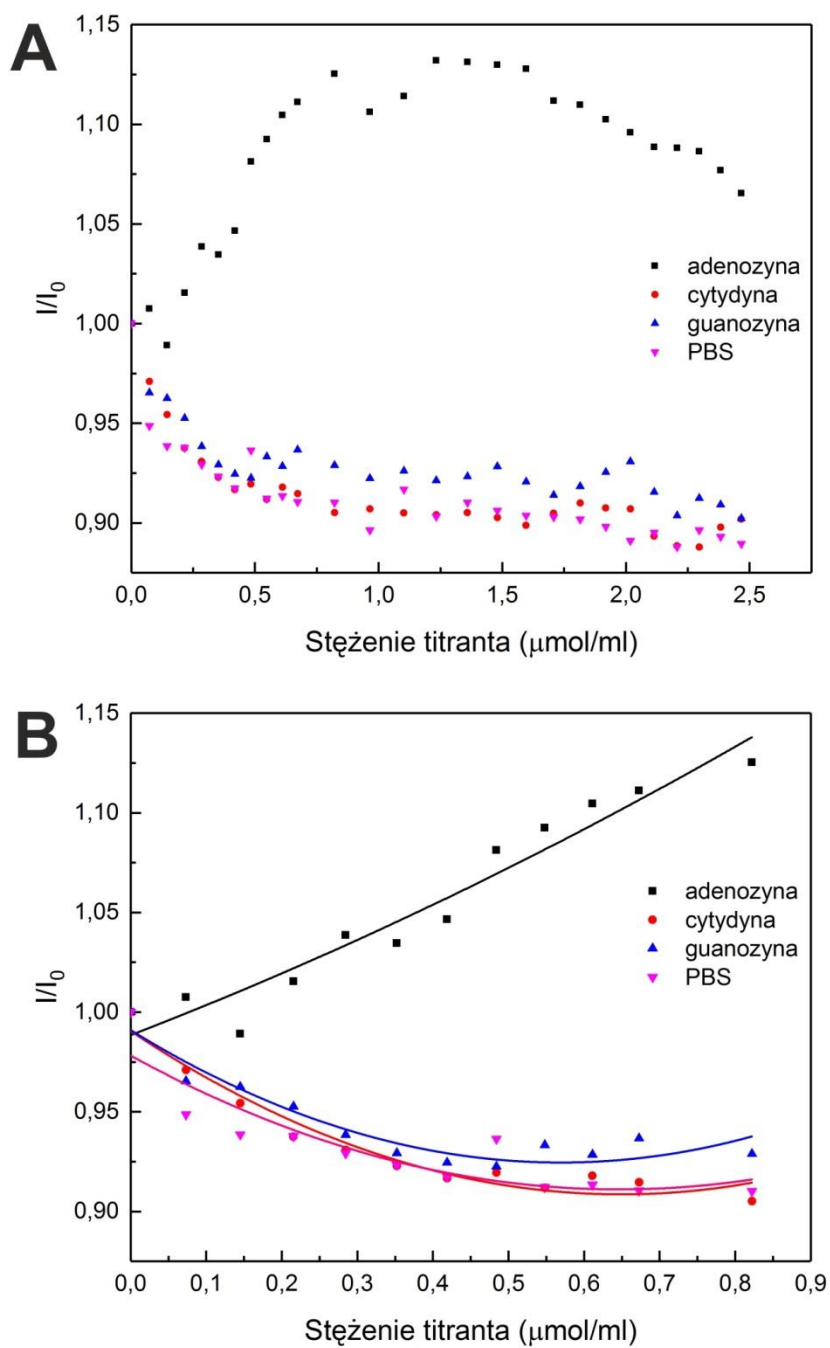 A
1,15
1,10
1,05
1,00
0,95
0,90
I/I₀
adenozyna
cytydyna
guanozyna
PBS
0,0 0,5 1,0 1,5 2,0 2,5
Stężenie titranta (μmol/ml)
B
1,15
1,10
1,05
1,00
0,95
0,90
I/I₀
adenozyna
cytydyna
guanozyna
PBS
0,0 0,1 0,2 0,3 0,4 0,5 0,6 0,7 0,8 0,9
Stężenie titranta (μmol/ml)